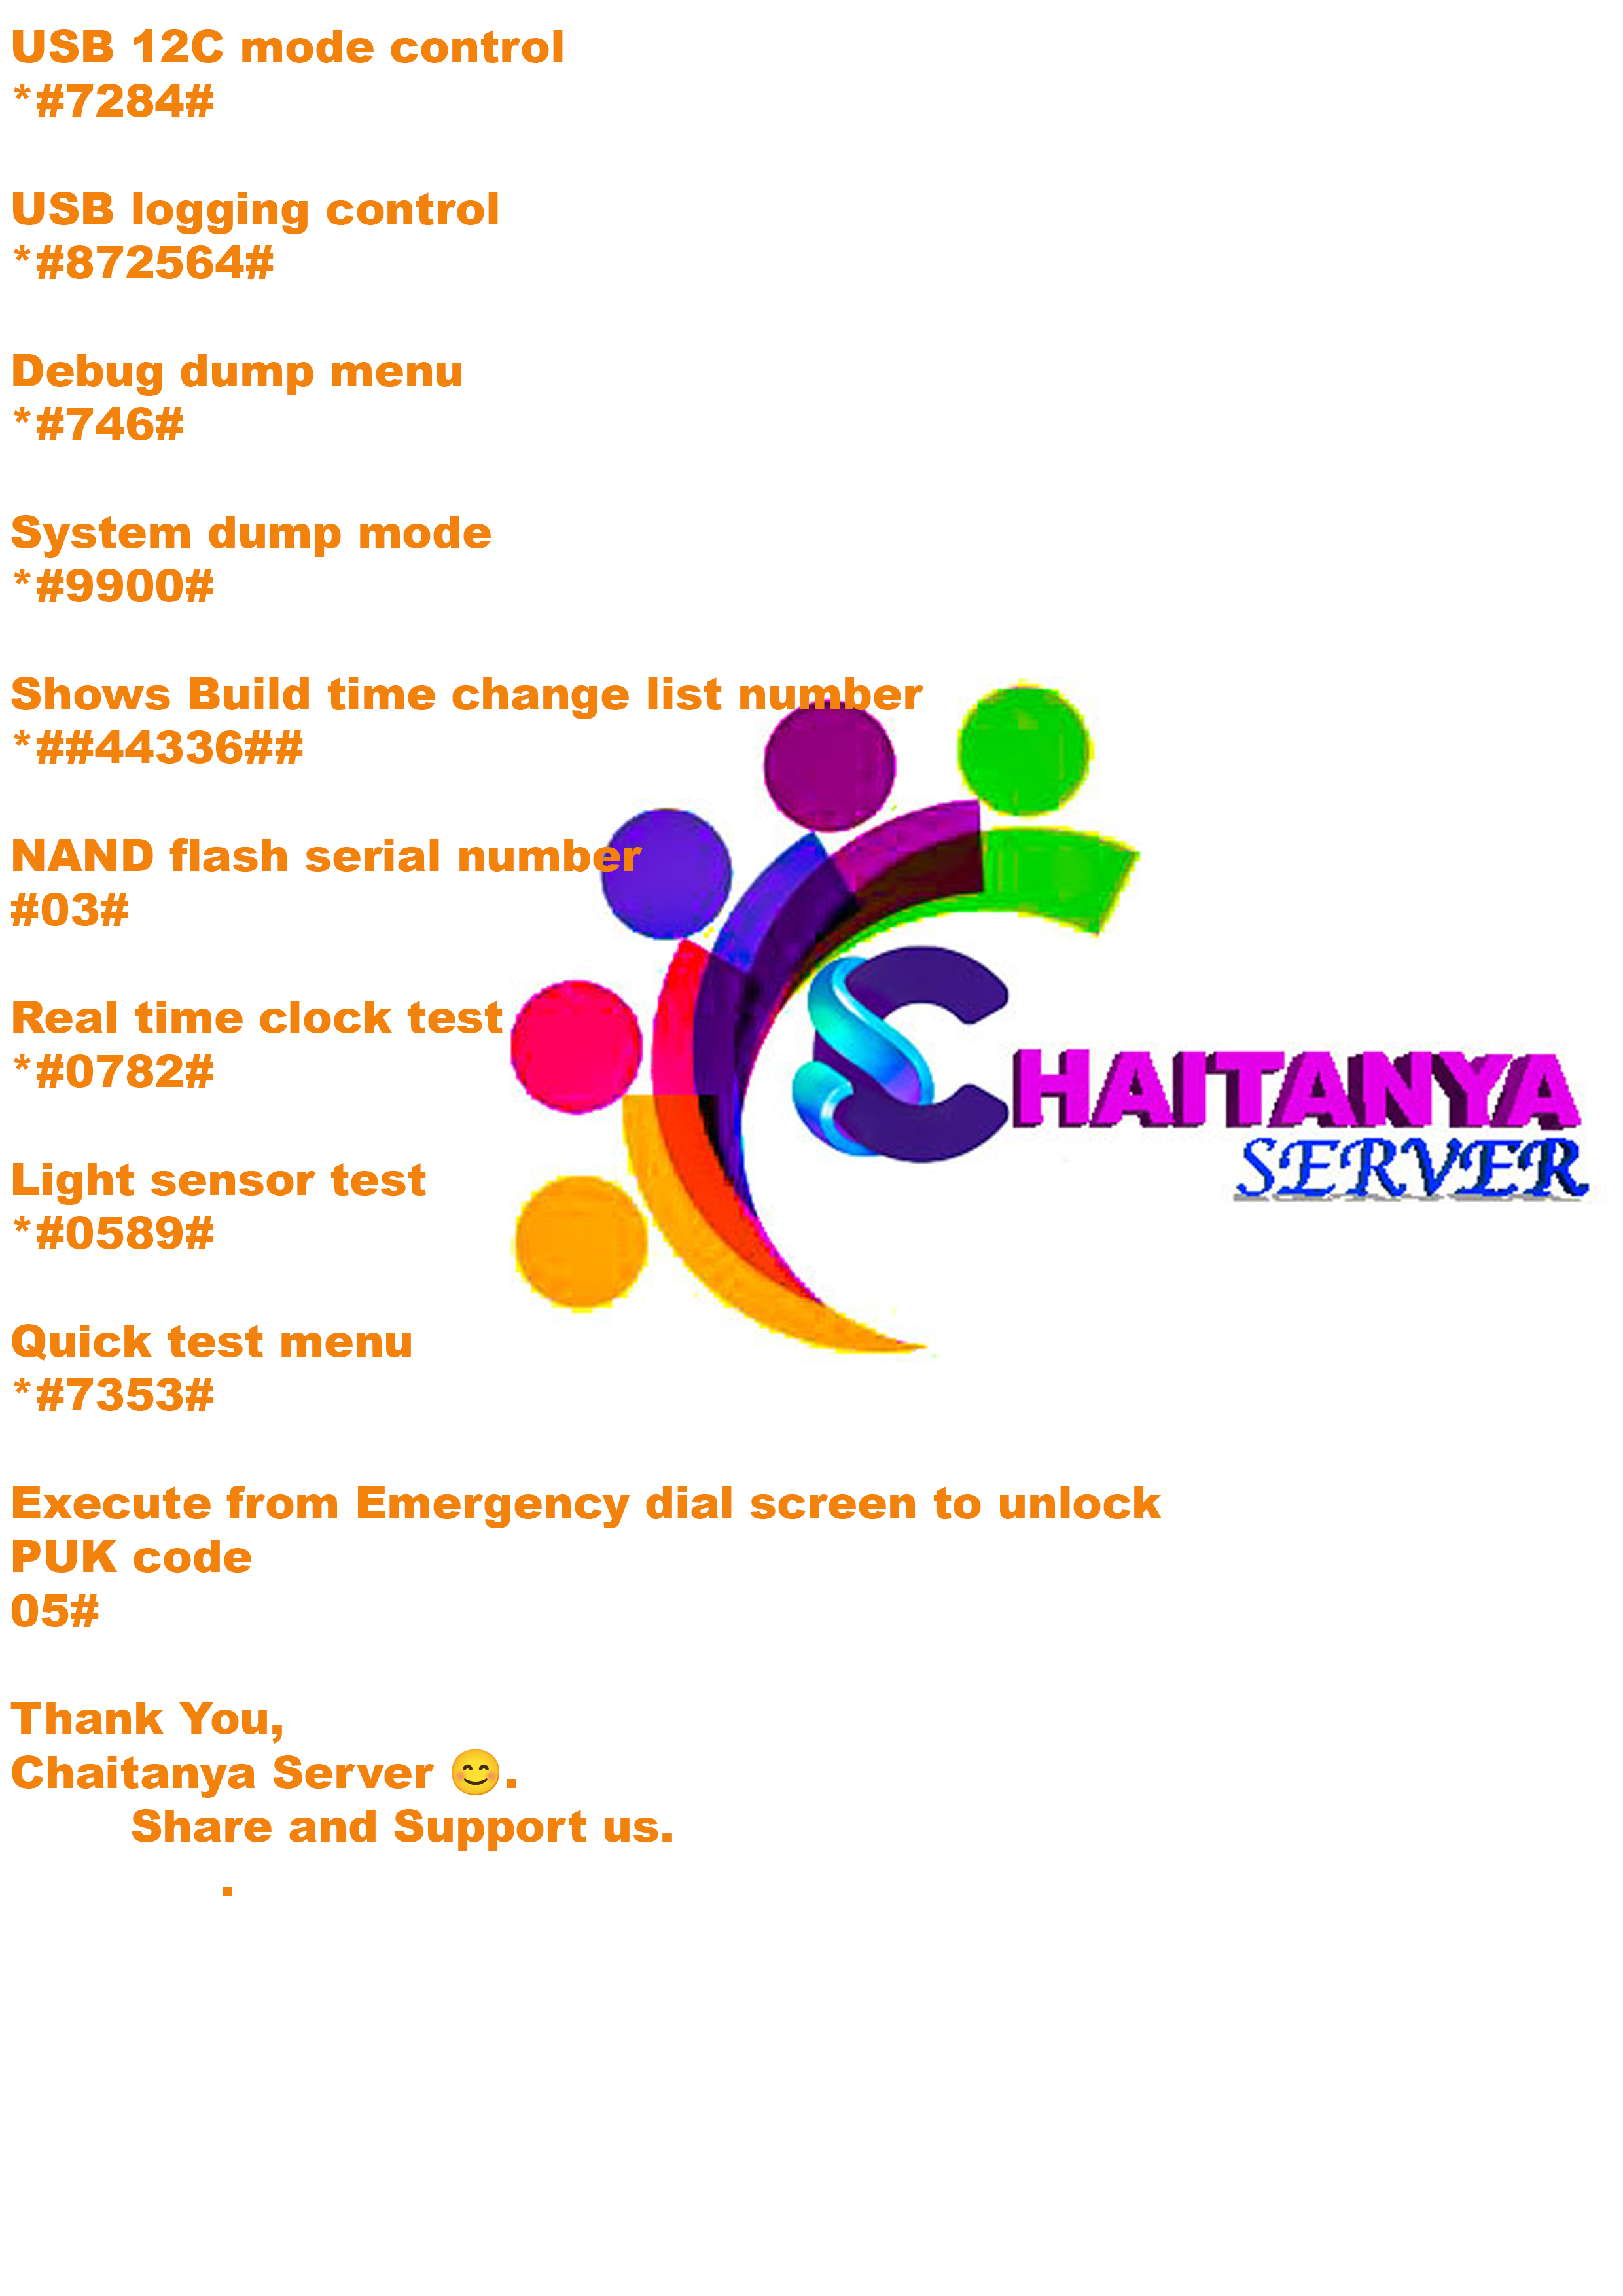 USB 12C mode control
*#7284#
USB logging control
*#872564#
Debug dump menu
*#746#
System dump mode
*#9900#
Shows Build time change list number
*##44336##
NAND flash serial number
#03#
Real time clock test
*#0782#
Light sensor test
*#0589#
Quick test menu
*#7353#
Execute from Emergency dial screen to unlock
PUK code
05#
Thank You,
Chaitanya Server 😊.
Share and Support us.
.
CHAITANYA
SERVER